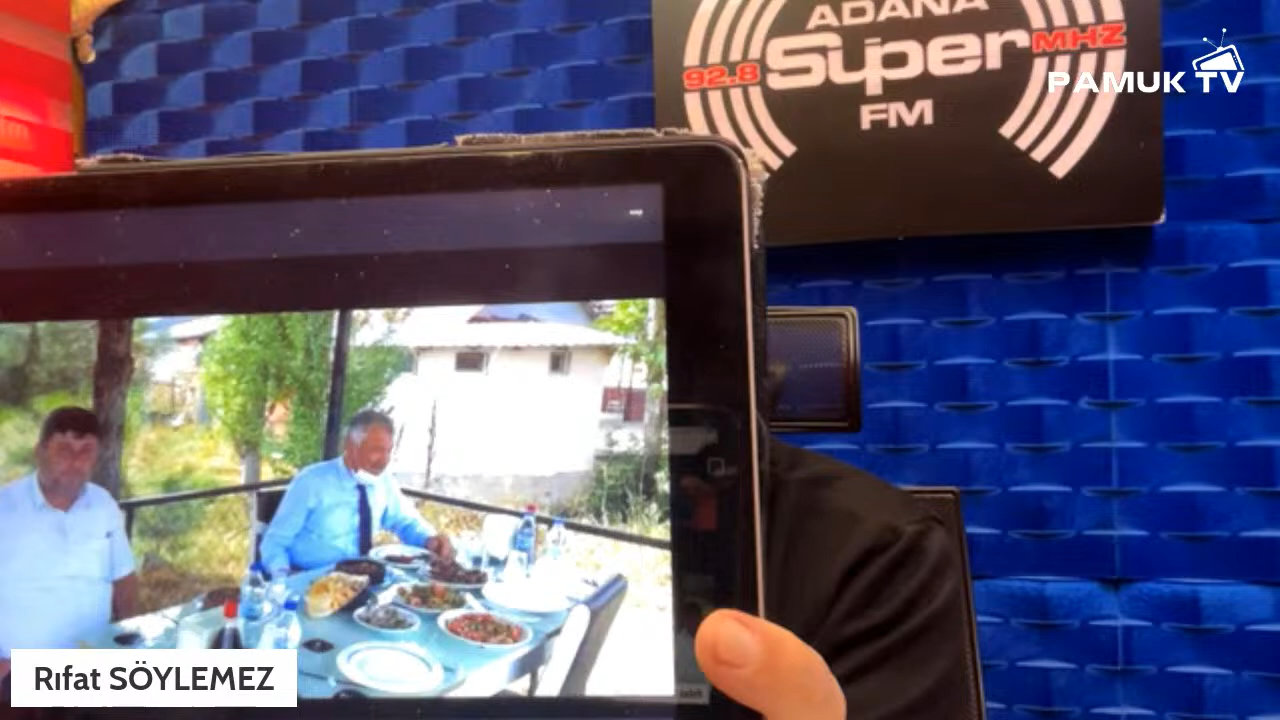 ADANA
92.8 Süper MHZ
FM
PAMUK TV
Rıfat SÖYLEMEZ